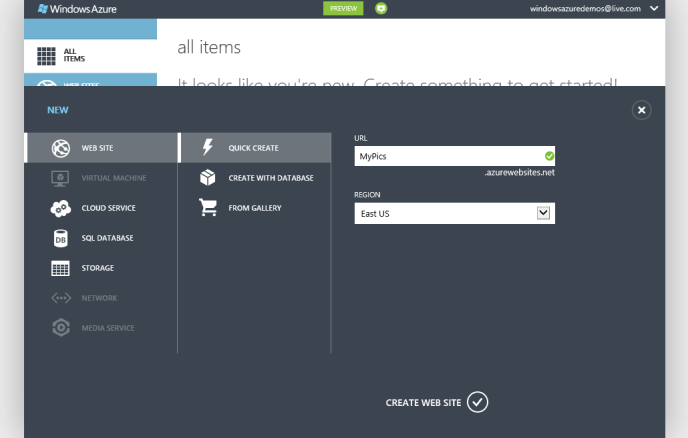 Windows Azure
PREVIEW
windowsazuredemos@live.com
ALL
ITEMS
all items
WEB SITES
It looks like you're new. Create something to get started!
NEW
WEB SITE
VIRTUAL MACHINE
CLOUD SERVICE
DB
SQL DATABASE
STORAGE
NETWORK
MEDIA SERVICE
QUICK CREATE
CREATE WITH DATABASE
FROM GALLERY
URL
MyPics
.azurewebsites.net
REGION
East US
CREATE WEB SITE